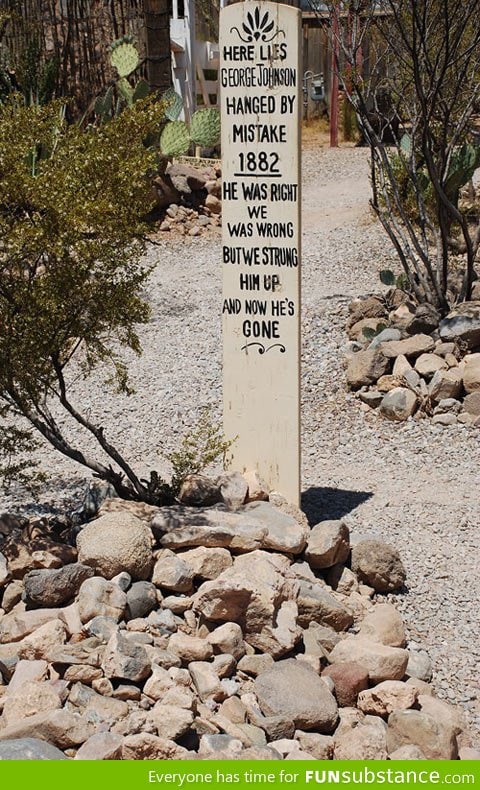 HERE LIES
GEORGE JOHNSON
HANGED BY
MISTAKE
1882
HE WAS RIGHT
WE
WAS WRONG
BUT WE STRUNG
HIM UP
AND NOW HE'S
GONE
Everyone has time for FUNsubstance.com